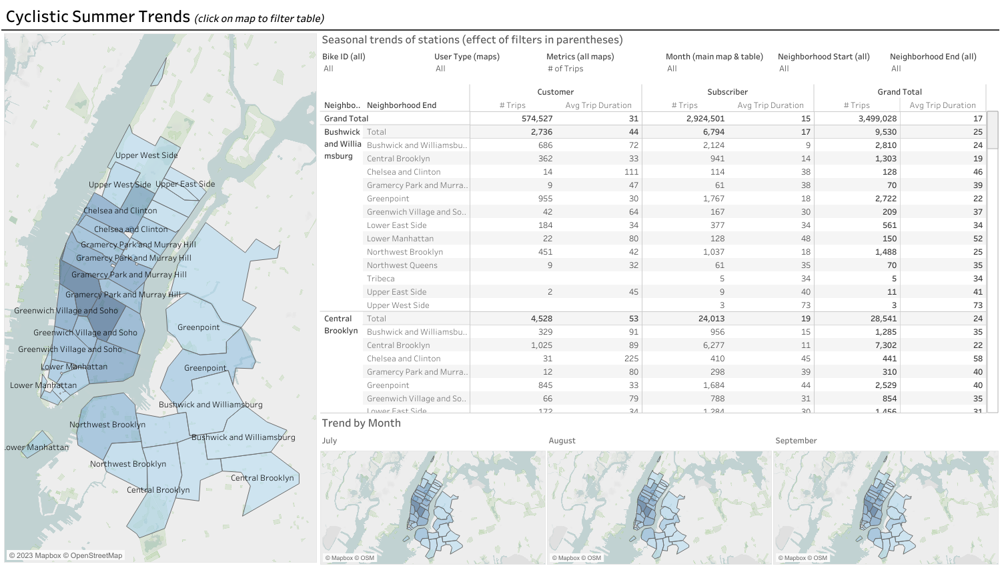 Cyclistic Summer Trends (click on map to filter table)
Upper West Side
Upper West Side Upper East Side
Chelsea and Clinton
Chelsea and Clinton
Gramercy Park and Murray Hill
Gramercy Park and Murray Hill
Gramercy Park and Murray Hill
Gramercy Park and Murray Hill
Greenwich Village and Soho
Greenwich Village and Soho
Greenwich Village and Soho
Lower Manhattan
Lower Manhattan
Greenpoint
Greenpoint
Bushwick and Williamsburg
Northwest Brooklyn
Bushwick and Williamsburg
ower Manhattan
Northwest Brooklyn
Central Brooklyn
Central Brooklyn
© 2023 Mapbox © OpenStreetMap
Seasonal trends of stations (effect of filters in parentheses)
Bike ID (all) User Type (maps) Metrics (all maps) Month (main map & table) Neighborhood Start (all) Neighborhood End (all)
All All # of Trips All All All
Customer Subscriber Grand Total
Neighbo.. Neighborhood End # Trips Avg Trip Duration # Trips Avg Trip Duration # Trips Avg Trip Duration
Grand Total 574,527 31 2,924,501 15 3,499,028 17
Bushwick Total 2,736 44 6,794 17 9,530 25
and Willia Bushwick and Williamsbu.. 686 72 2,124 9 2,810 24
msburg Central Brooklyn 362 33 941 14 1,303 19
Chelsea and Clinton 14 111 114 38 128 46
Gramercy Park and Murra.. 9 47 61 38 70 39
Greenpoint 955 30 1,767 18 2,722 22
Greenwich Village and So.. 42 64 167 30 209 37
Lower East Side 184 34 377 34 561 34
Lower Manhattan 22 80 128 48 150 52
Northwest Brooklyn 451 42 1,037 18 1,488 25
Northwest Queens 9 32 61 35 70 35
Tribeca 5 34 5 34
Upper East Side 2 45 9 40 11 41
Upper West Side 3 73 3 73
Central Total 4,528 53 24,013 19 28,541 24
Brooklyn Bushwick and Williamsbu.. 329 91 956 15 1,285 35
Central Brooklyn 1,025 89 6,277 11 7,302 22
Chelsea and Clinton 31 225 410 45 441 58
Gramercy Park and Murra.. 12 80 298 39 310 40
Greenpoint 845 33 1,684 44 2,529 40
Greenwich Village and So.. 66 79 788 31 854 35
Lower East Side 172 34 1,284 30 1,456 31
Trend by Month
July August September
© Mapbox © OSM © Mapbox © OSM © Mapbox © OSM